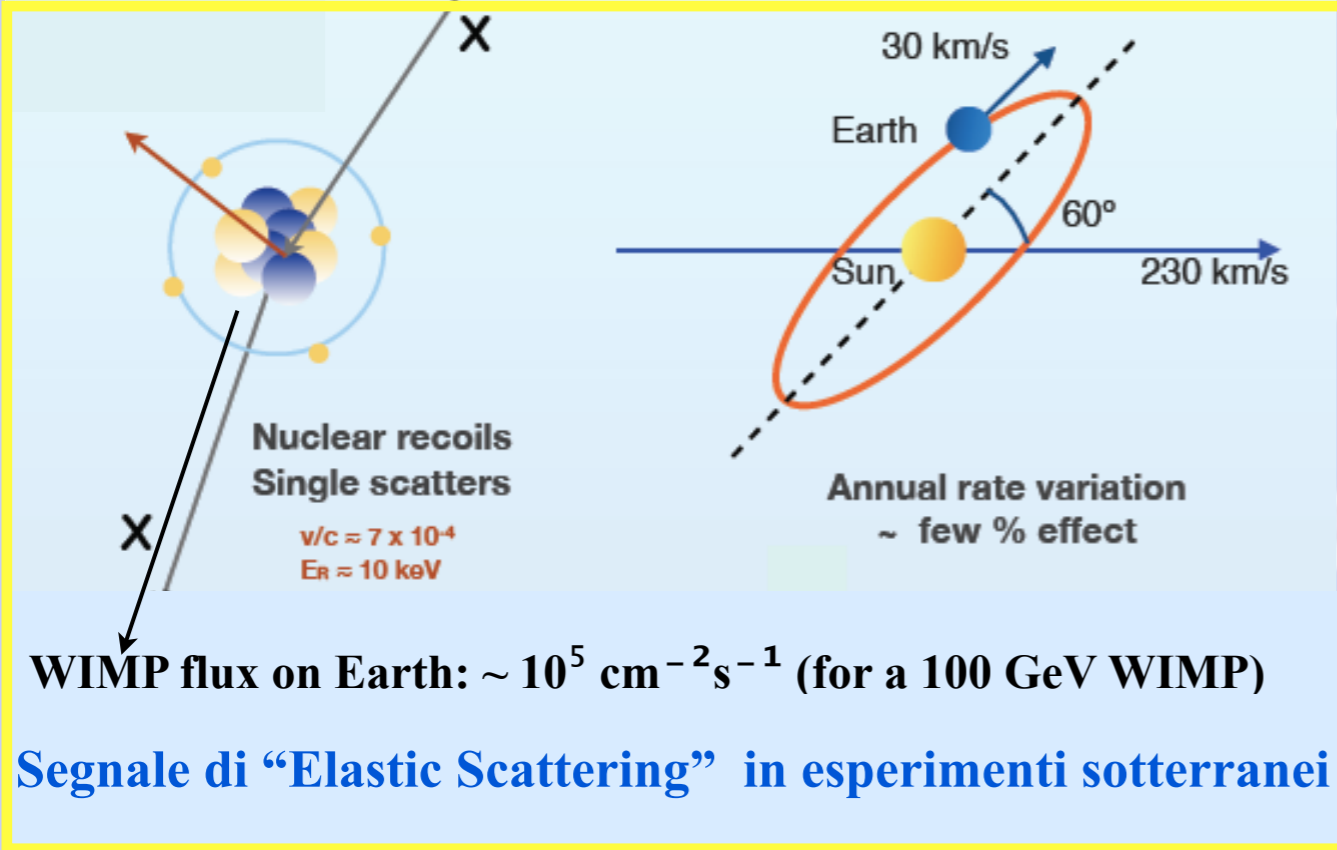 X
30 km/s
Earth
60º
Sun
230 km/s
X
Nuclear recoils
Single scatters
v/c ≈ 7 x 10⁻⁴
ER ≈ 10 keV
Annual rate variation
~ few % effect
WIMP flux on Earth: ~ 10⁵ cm⁻²s⁻¹ (for a 100 GeV WIMP)
Segnale di “Elastic Scattering” in esperimenti sotterranei